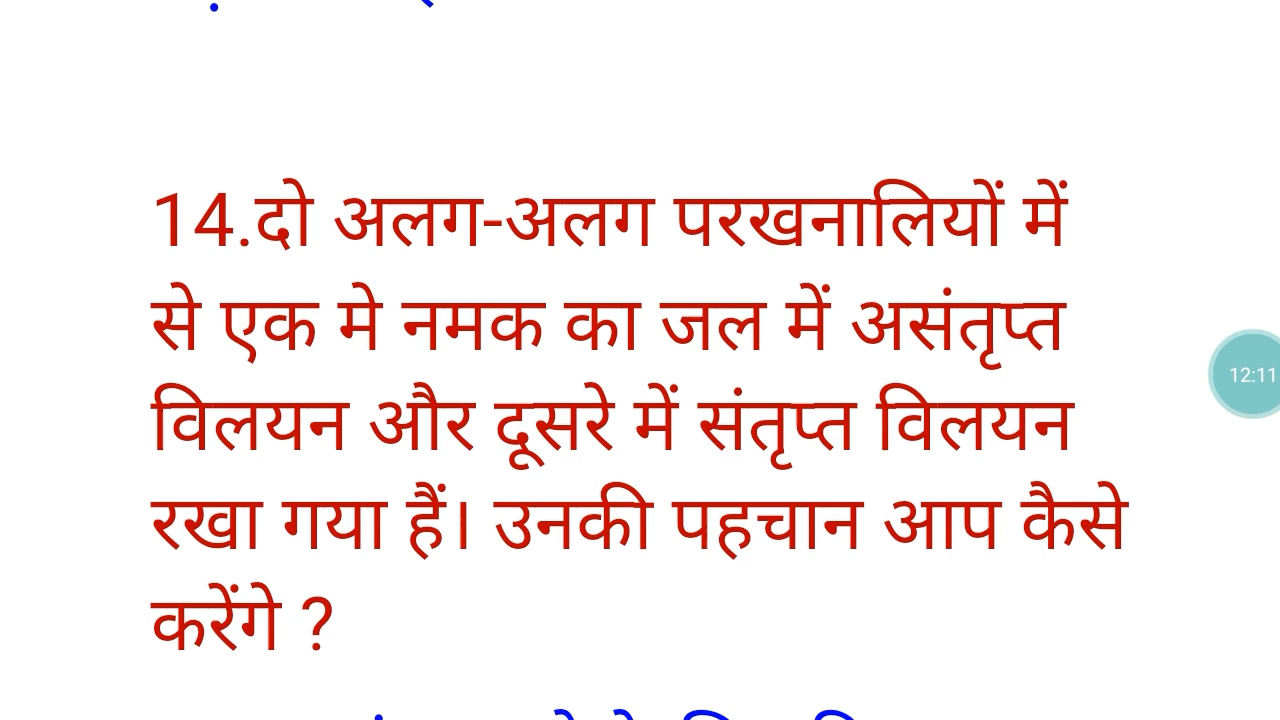 14.दो अलग-अलग परखनालियों में
से एक मे नमक का जल में असंतृप्त
विलयन और दूसरे में संतृप्त विलयन
रखा गया हैं। उनकी पहचान आप कैसे
करेंगे ?
12:11